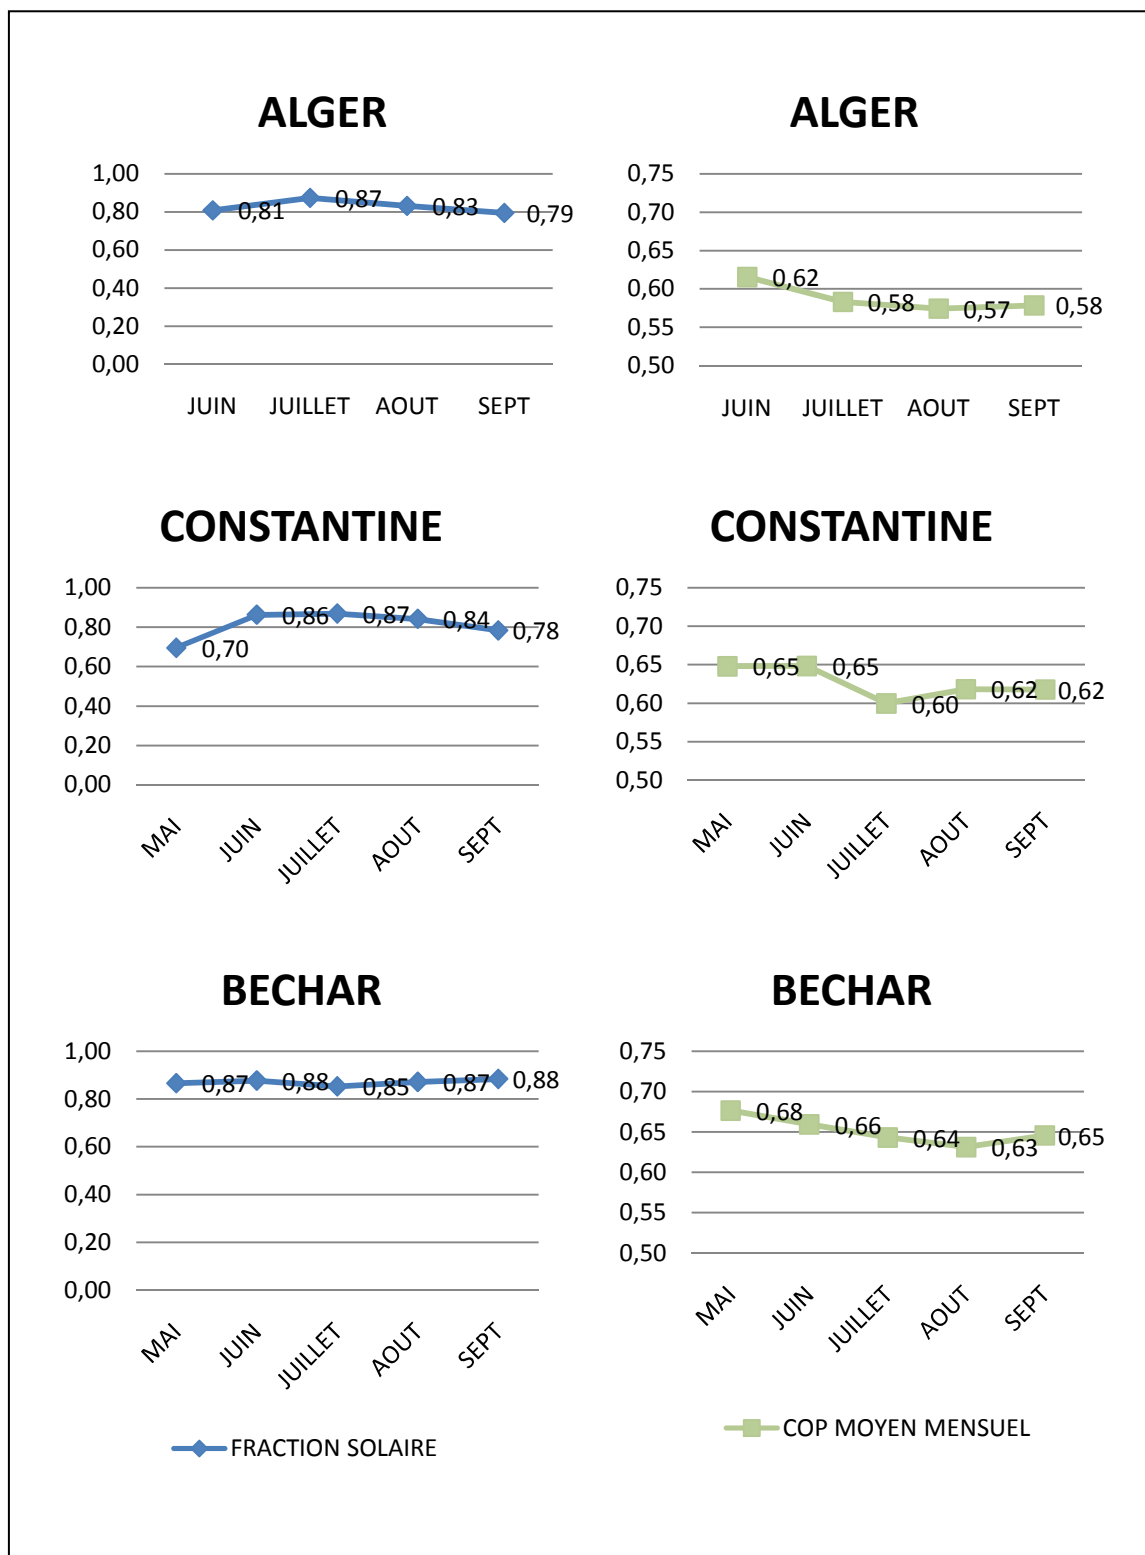 ALGER
1,00
0,80
0,60
0,40
0,20
0,00
0,81
0,87
0,83
0,79
JUIN JUILLET AOUT SEPT
ALGER
0,75
0,70
0,65
0,60
0,55
0,50
0,62
0,58
0,57
0,58
JUIN JUILLET AOUT SEPT
CONSTANTINE
1,00
0,80
0,60
0,40
0,20
0,00
0,70
0,86
0,87
0,84
0,78
MAI
JUIN
JUILLET
AOUT
SEPT
CONSTANTINE
0,75
0,70
0,65
0,60
0,55
0,50
0,65
0,65
0,60
0,62
0,62
MAI
JUIN
JUILLET
AOUT
SEPT
BECHAR
1,00
0,80
0,60
0,40
0,20
0,00
0,87
0,88
0,85
0,87
0,88
MAI
JUIN
JUILLET
AOUT
SEPT
FRACTION SOLAIRE
BECHAR
0,75
0,70
0,65
0,60
0,55
0,50
0,68
0,66
0,64
0,63
0,65
MAI
JUIN
JUILLET
AOUT
SEPT
COP MOYEN MENSUEL